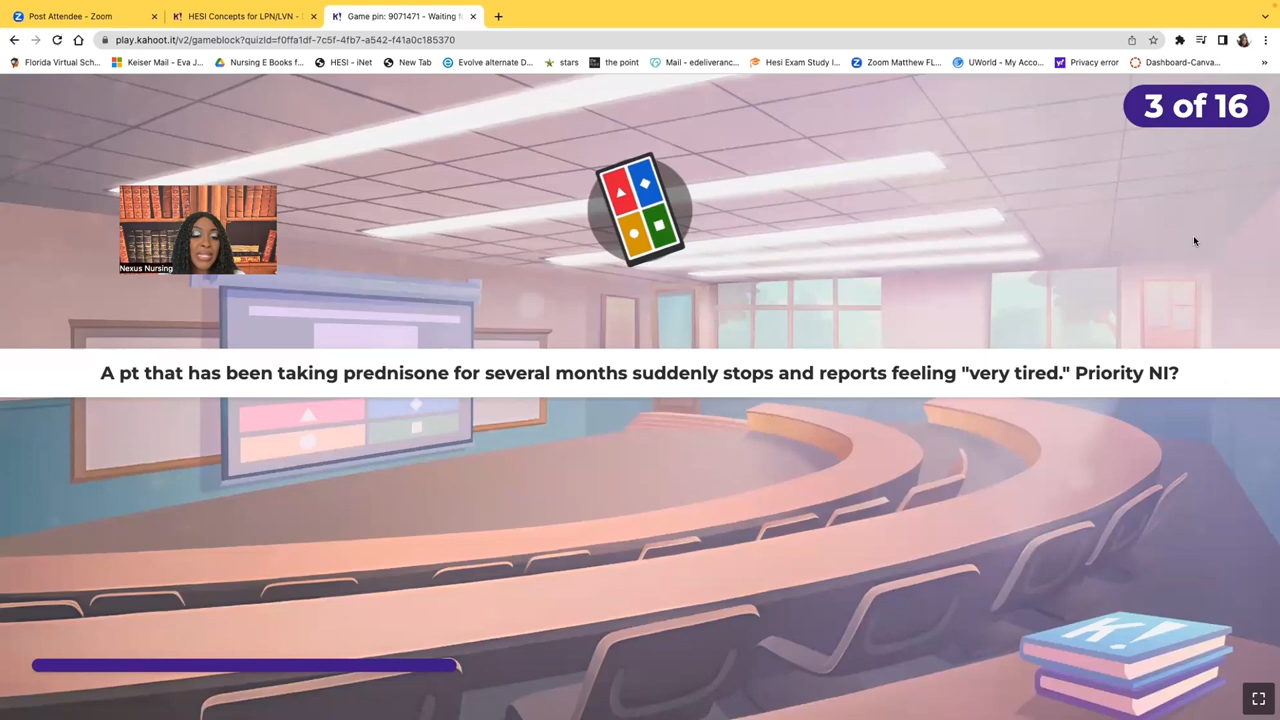 Post Attendee - Zoom
HESI Concepts for LPN/LVN -
Game pin: 9071471 - Waiting f
play.kahoot.it/v2/gameblock?quizId=f0ffa1df-7c5f-4fb7-a542-f41a0c185370
Florida Virtual Sch...
Keiser Mail - Eva J...
Nursing E Books f...
HESI - iNet
New Tab
Evolve alternate D...
stars
the point
Mail - edeliveranc...
Hesi Exam Study I...
Zoom Matthew FL...
UWorld - My Acco...
Privacy error
Dashboard-Canva...
3 of 16
Nexus Nursing
A pt that has been taking prednisone for several months suddenly stops and reports feeling "very tired." Priority NI?
K!